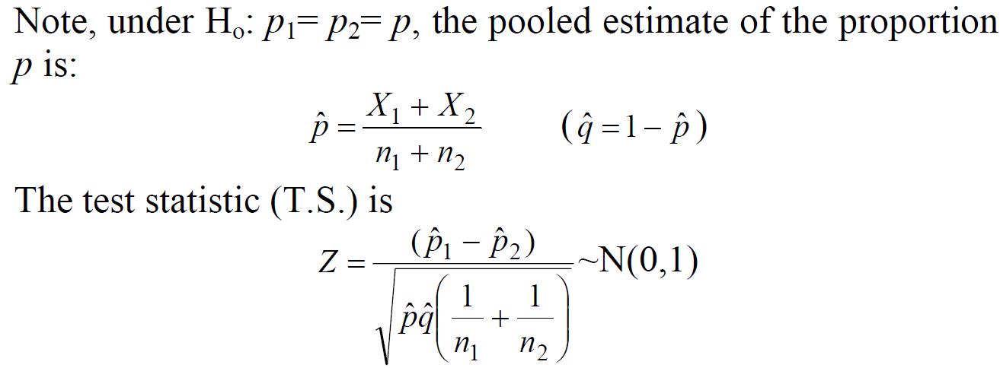 Note, under Hₒ: p₁= p₂= p, the pooled estimate of the proportion
p is:
p̂ = (X₁ + X₂)/(n₁ + n₂) (q̂ = 1 − p̂)
The test statistic (T.S.) is
Z = (p̂₁ − p̂₂)/√(p̂q̂(1/n₁ + 1/n₂)) ~N(0,1)